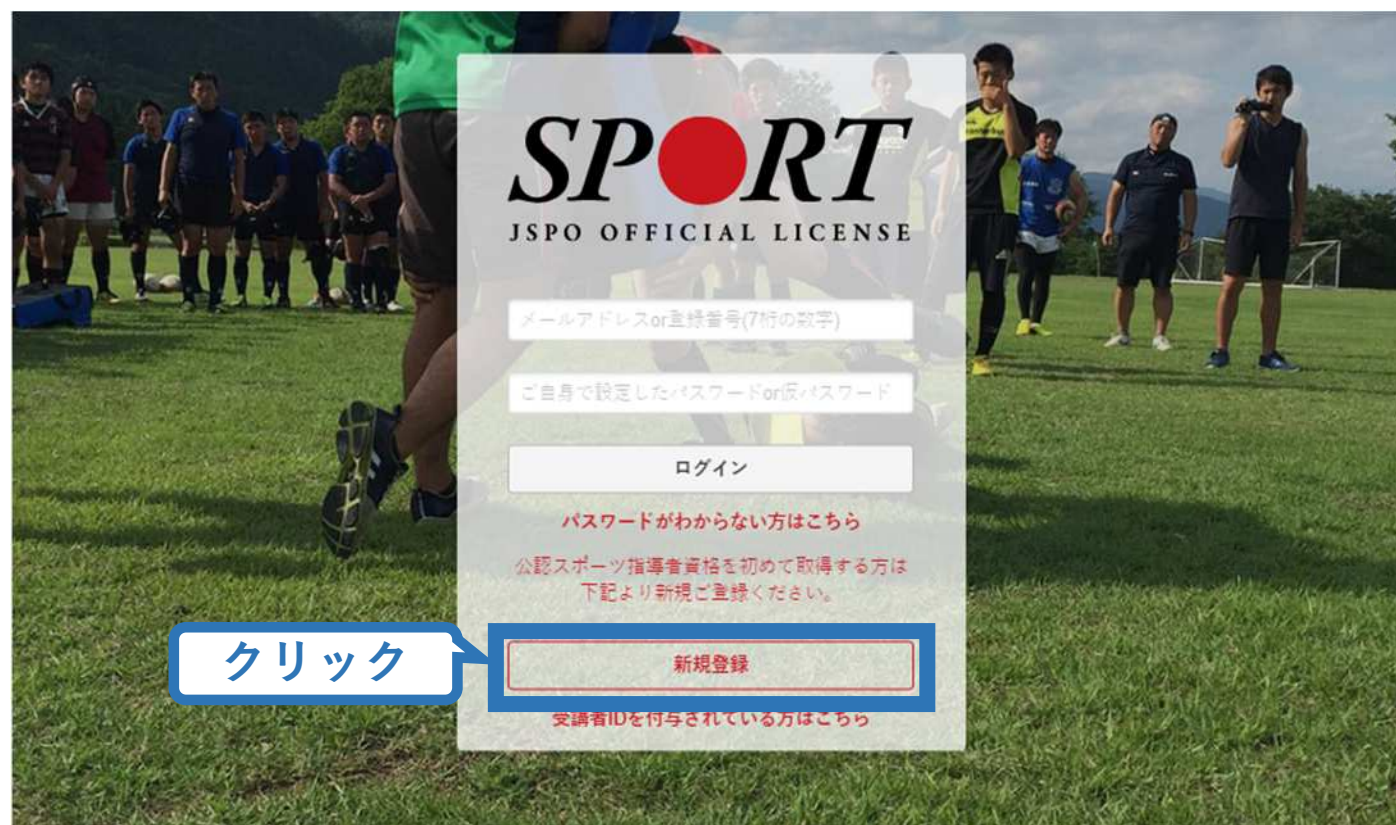 SPORT
JSPO OFFICIAL LICENSE
メールアドレスor登録番号(7桁の数字)
ご自身で設定したパスワードor仮パスワード
ログイン
パスワードがわからない方はこちら
公認スポーツ指導者資格を初めて取得する方は
下記より新規ご登録ください。
クリック
新規登録
受講者IDを付与されている方はこちら